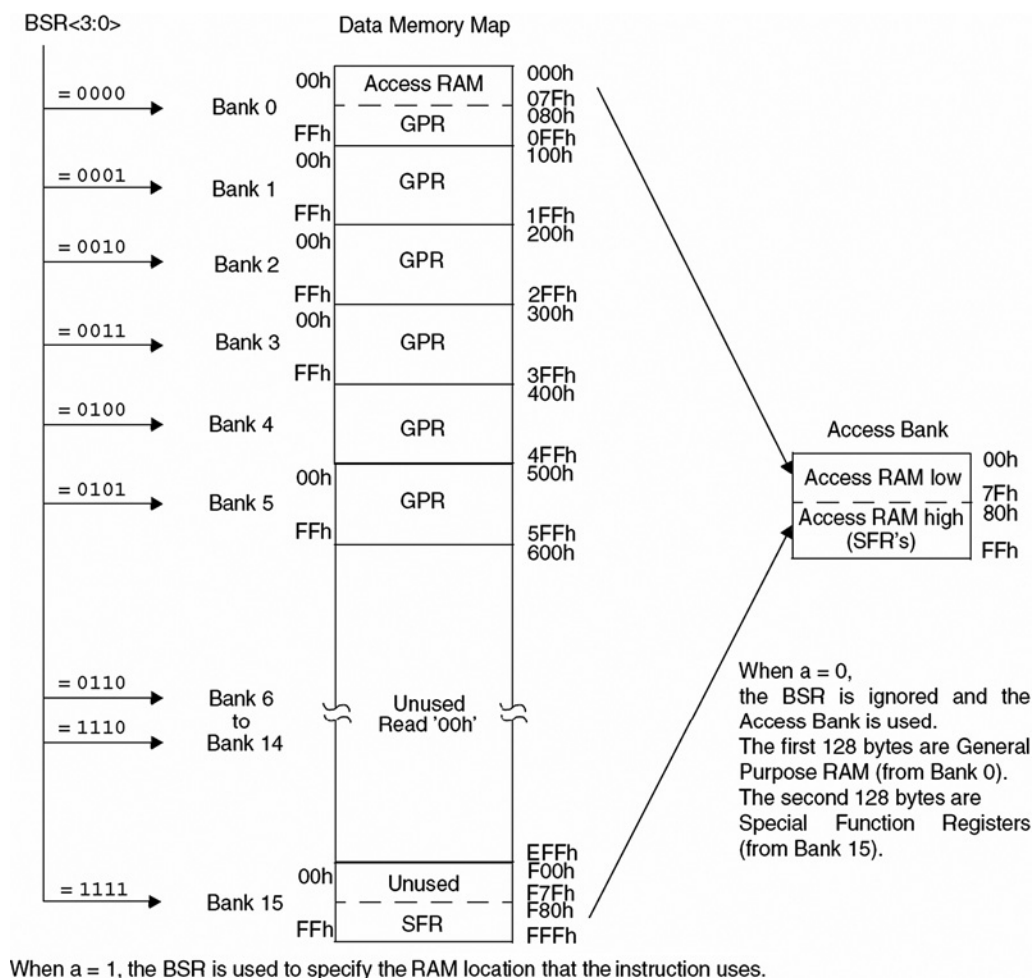 BSR<3:0>
Data Memory Map
= 0000
Bank 0
00h
Access RAM
000h
07Fh
GPR
080h
FFh
0FFh
= 0001
Bank 1
00h
GPR
100h
FFh
1FFh
= 0010
Bank 2
00h
GPR
200h
FFh
2FFh
= 0011
Bank 3
00h
GPR
300h
FFh
3FFh
= 0100
Bank 4
GPR
400h
4FFh
= 0101
Bank 5
00h
GPR
500h
FFh
5FFh
600h
= 0110
Bank 6
to
= 1110
Bank 14
Unused
Read '00h'
EFFh
= 1111
Bank 15
00h
Unused
F00h
F7Fh
SFR
F80h
FFh
FFFh
Access Bank
Access RAM low
00h
7Fh
Access RAM high
(SFR's)
80h
FFh
When a = 0,
the BSR is ignored and the
Access Bank is used.
The first 128 bytes are General
Purpose RAM (from Bank 0).
The second 128 bytes are
Special Function Registers
(from Bank 15).
When a = 1, the BSR is used to specify the RAM location that the instruction uses.